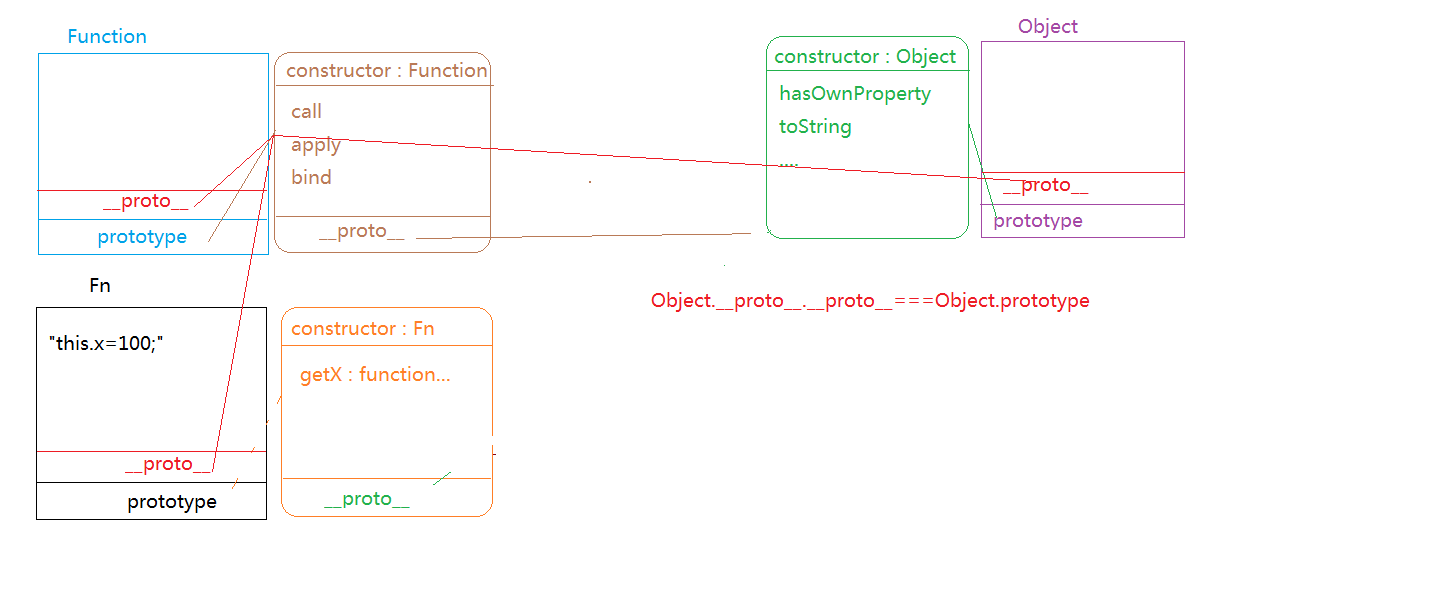 Function
constructor : Function
call
apply
bind
__proto__
prototype
__proto__
Object
constructor : Object
hasOwnProperty
toString
....
__proto__
prototype
Object.__proto__.__proto__===Object.prototype
Fn
"this.x=100;"
__proto__
prototype
constructor : Fn
getX : function...
__proto__